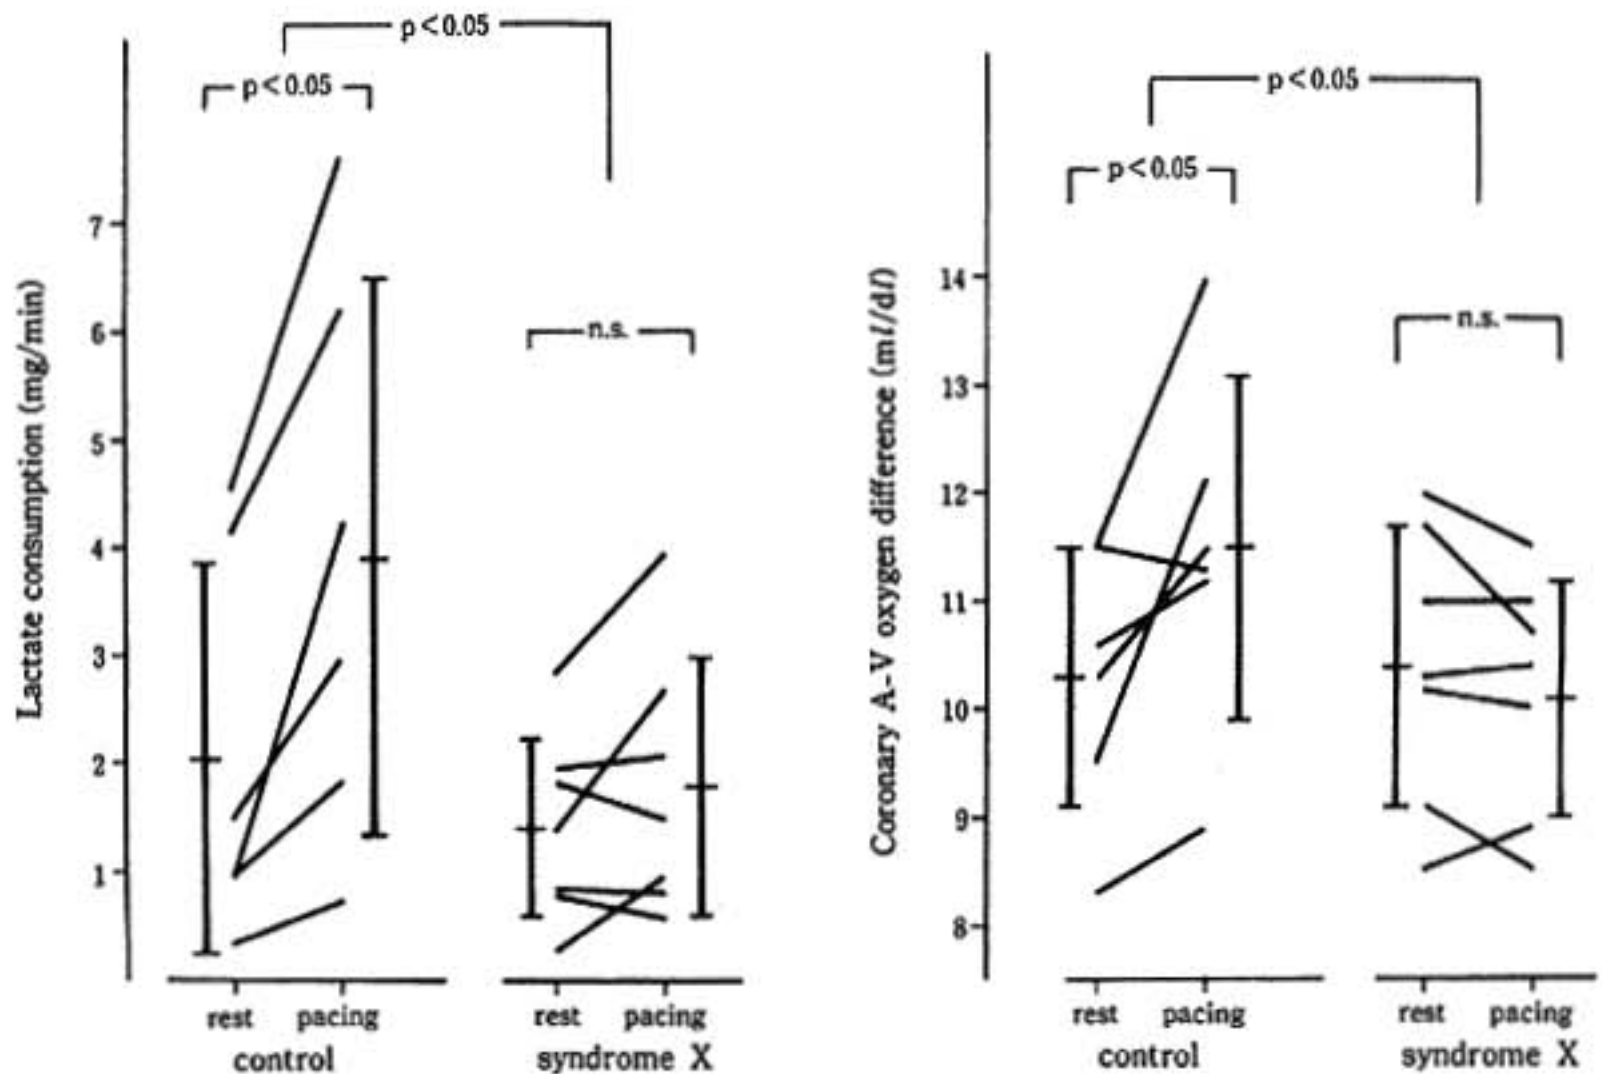 p<0.05
p<0.05
7
6
5
4
3
2
1
Lactate consumption (mg/min)
n.s.
rest pacing
control
rest pacing
syndrome X
p<0.05
p<0.05
14
13
12
11
10
9
8
Coronary A-V oxygen difference (ml/dl)
n.s.
rest pacing
control
rest pacing
syndrome X